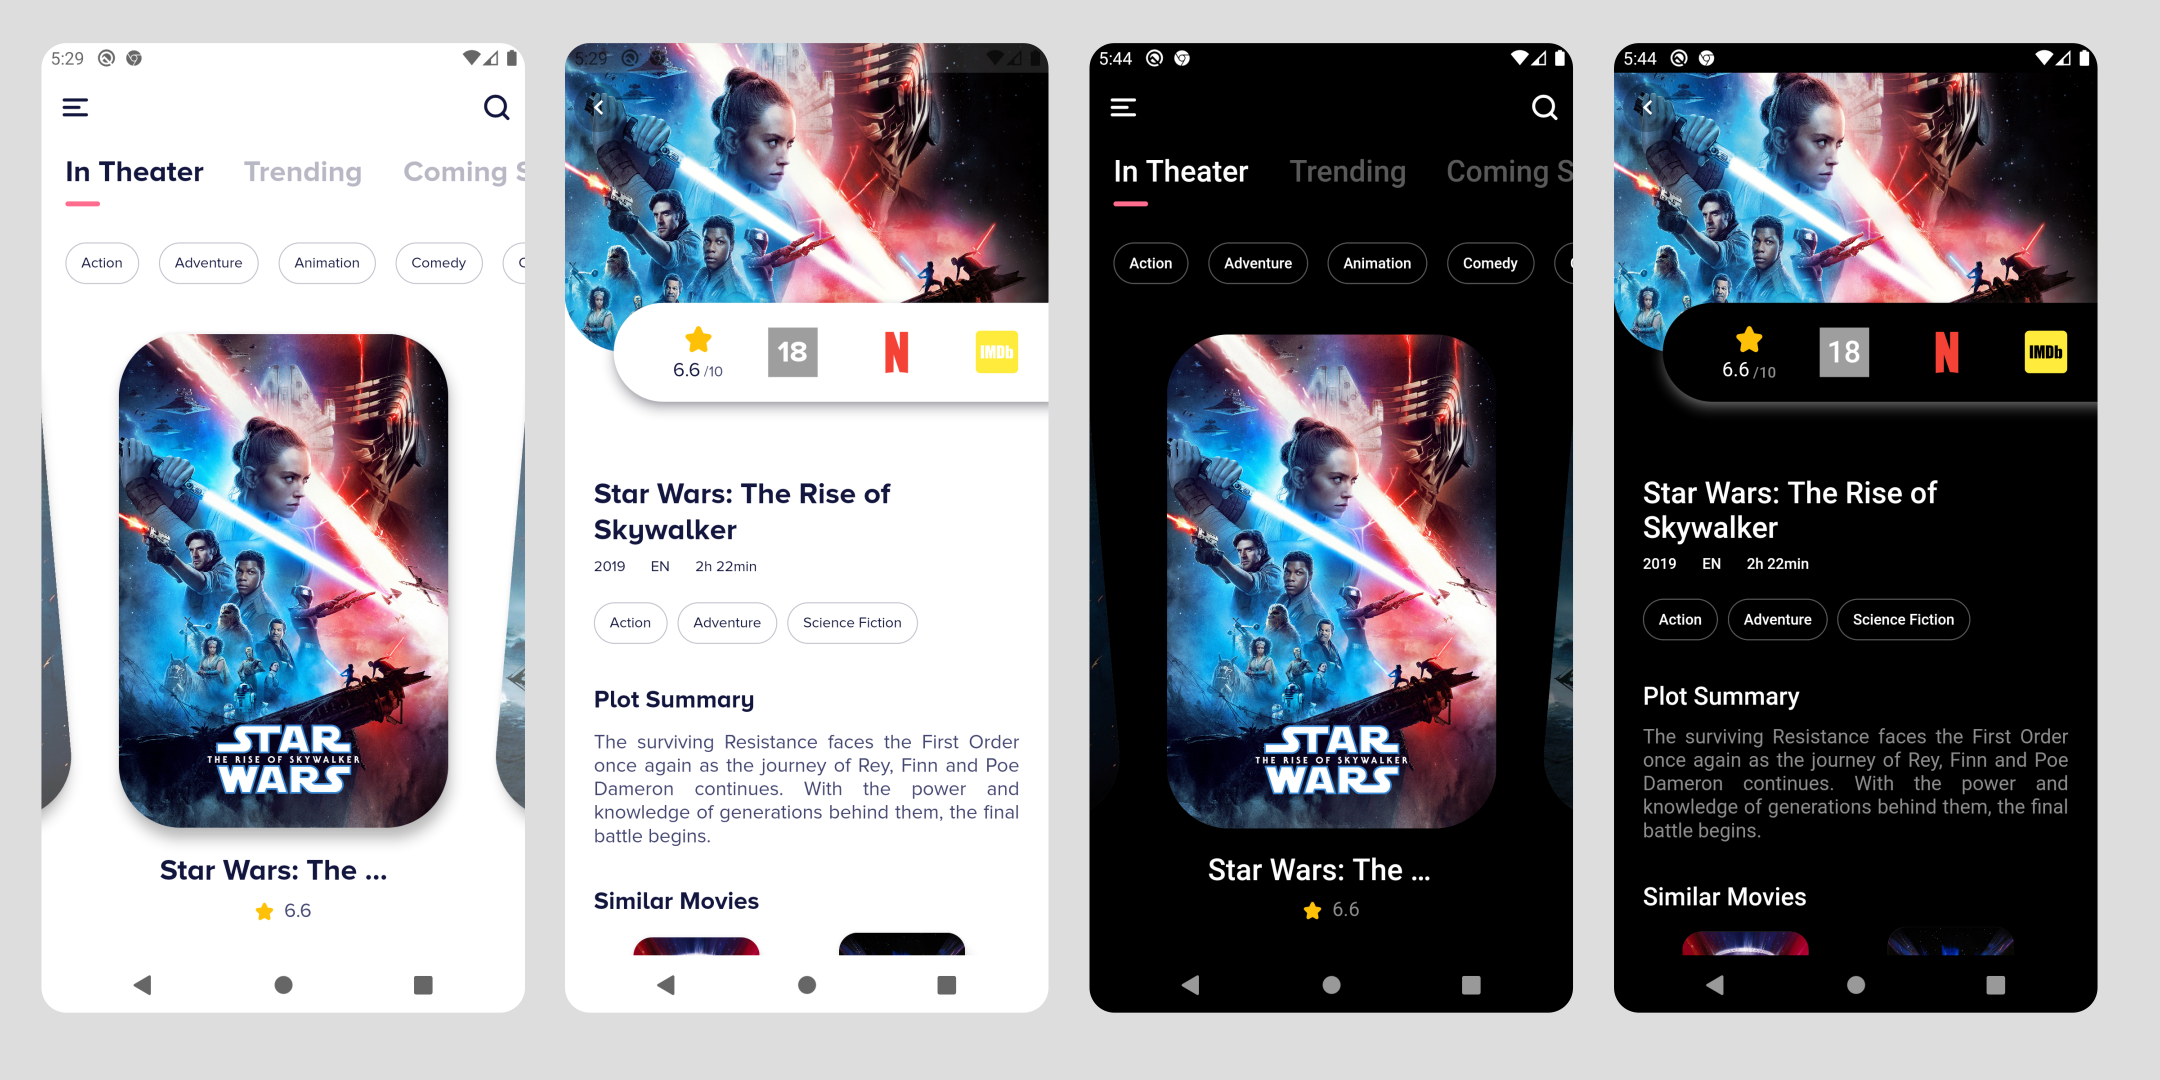 5:29
In Theater Trending Coming S
Action Adventure Animation Comedy C
STAR
THE RISE OF SKYWALKER
WARS
Star Wars: The ...
6.6
5:29
6.6 /10 18 N IMDb
Star Wars: The Rise of
Skywalker
2019 EN 2h 22min
Action Adventure Science Fiction
Plot Summary
The surviving Resistance faces the First Order
once again as the journey of Rey, Finn and Poe
Dameron continues. With the power and
knowledge of generations behind them, the final
battle begins.
Similar Movies
5:44
In Theater Trending Coming S
Action Adventure Animation Comedy
STAR
THE RISE OF SKYWALKER
WARS
Star Wars: The ...
6.6
5:44
6.6 /10 18 N IMDb
Star Wars: The Rise of
Skywalker
2019 EN 2h 22min
Action Adventure Science Fiction
Plot Summary
The surviving Resistance faces the First Order
once again as the journey of Rey, Finn and Poe
Dameron continues. With the power and
knowledge of generations behind them, the final
battle begins.
Similar Movies